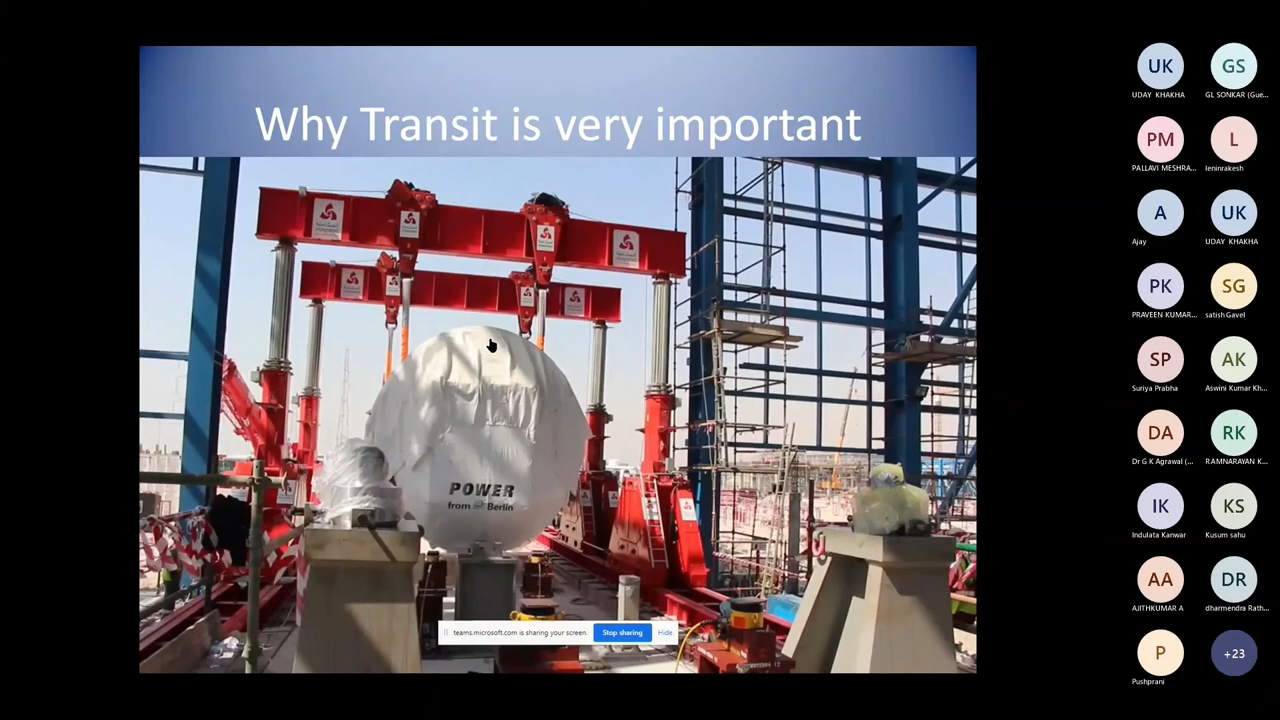 Why Transit is very important
POWER
from Berlin
teams.microsoft.com is sharing your screen.
Stop sharing
Hide
UK
UDAY KHAKHA
GS
GL SONKAR (Gue...
PM
PALLAVI MESHRA...
L
leninrakesh
A
Ajay
UK
UDAY KHAKHA
PK
PRAVEEN KUMAR...
SG
satish Gavel
SP
Suriya Prabha
AK
Aswini Kumar Kh...
DA
Dr G K Agrawal (...
RK
RAMNARAYAN K...
IK
Indulata Kanwar
KS
Kusum sahu
AA
AJITHKUMAR A
DR
dharmendra Rath...
P
Pushprani
+23